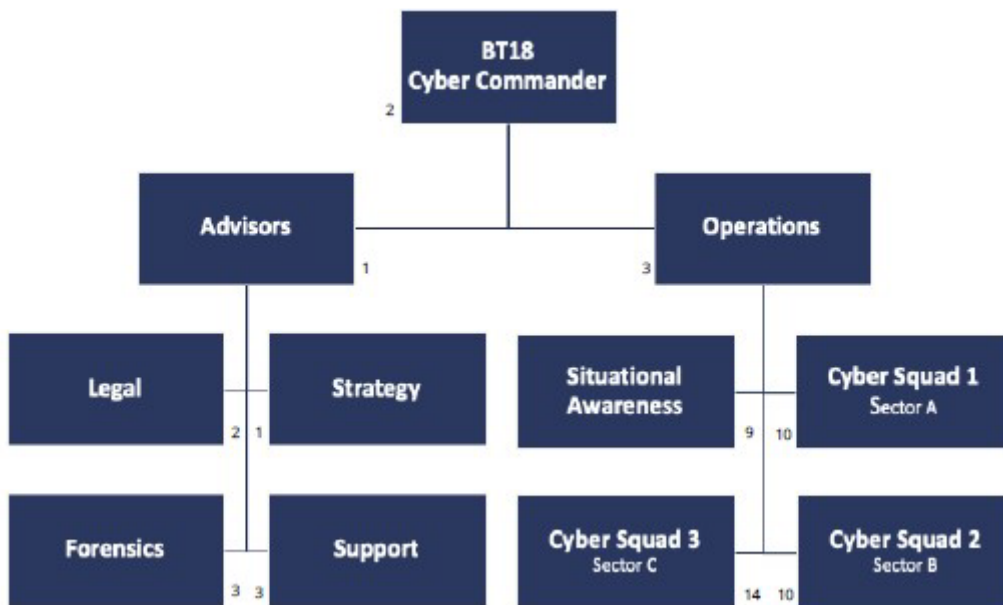 BT18
Cyber Commander
2
Advisors
1
Operations
3
Legal
2
Strategy
1
Situational
Awareness
9
Cyber Squad 1
Sector A
10
Forensics
3
Support
3
Cyber Squad 3
Sector C
14
Cyber Squad 2
Sector B
10